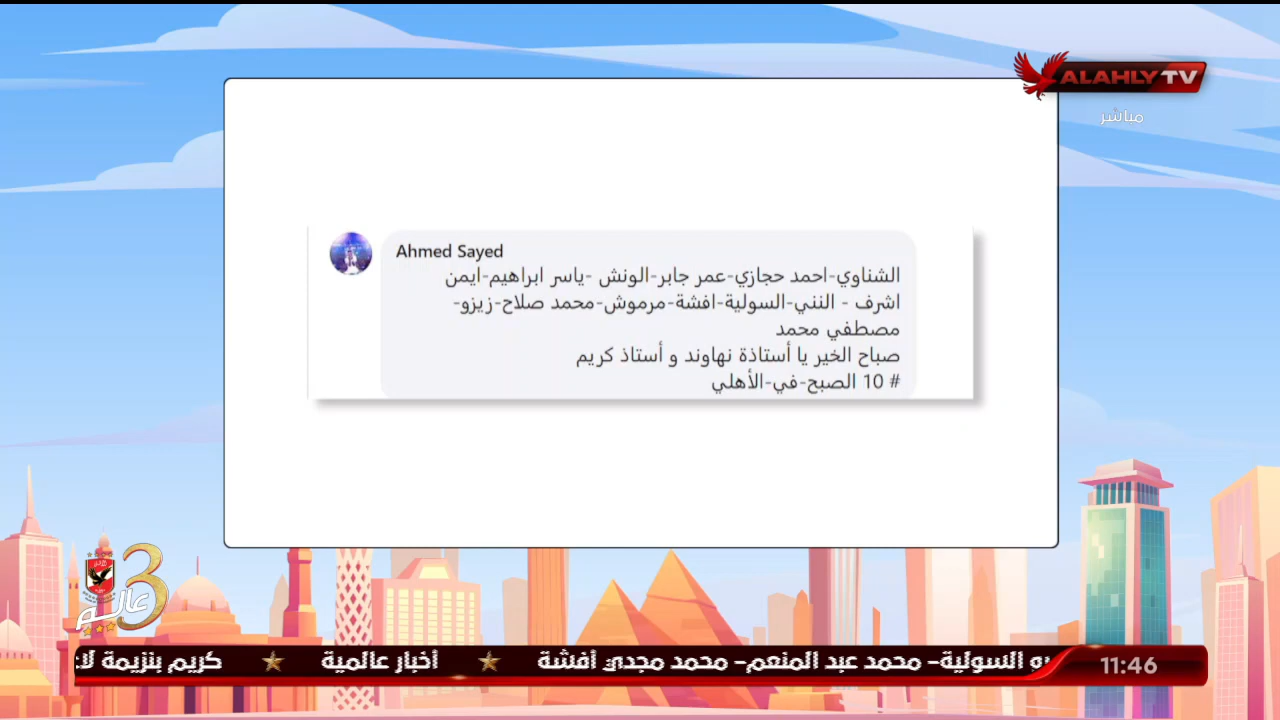 ALAHLY TV
مباشر
Ahmed Sayed
الشناوي-احمد حجازي-عمر جابر-الونش -ياسر ابراهيم-ايمن
اشرف - النني-السولية-افشة-مرموش-محمد صلاح-زيزو-
مصطفي محمد
صباح الخير يا أستاذة نهاوند و أستاذ كريم
# 10 الصبح-في-الأهلي
3 عالم
السولية– محمد عبد المنعم– محمد مجدي أفشة ★ أخبار عالمية ★ كريم بنزيمة
11:46